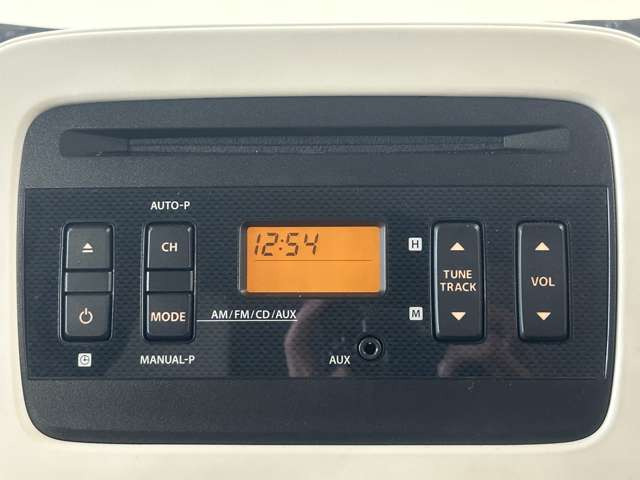 AUTO-P
CH
12:54
H
TUNE
TRACK
VOL
MODE
AM/FM/CD/AUX
M
MANUAL-P
AUX